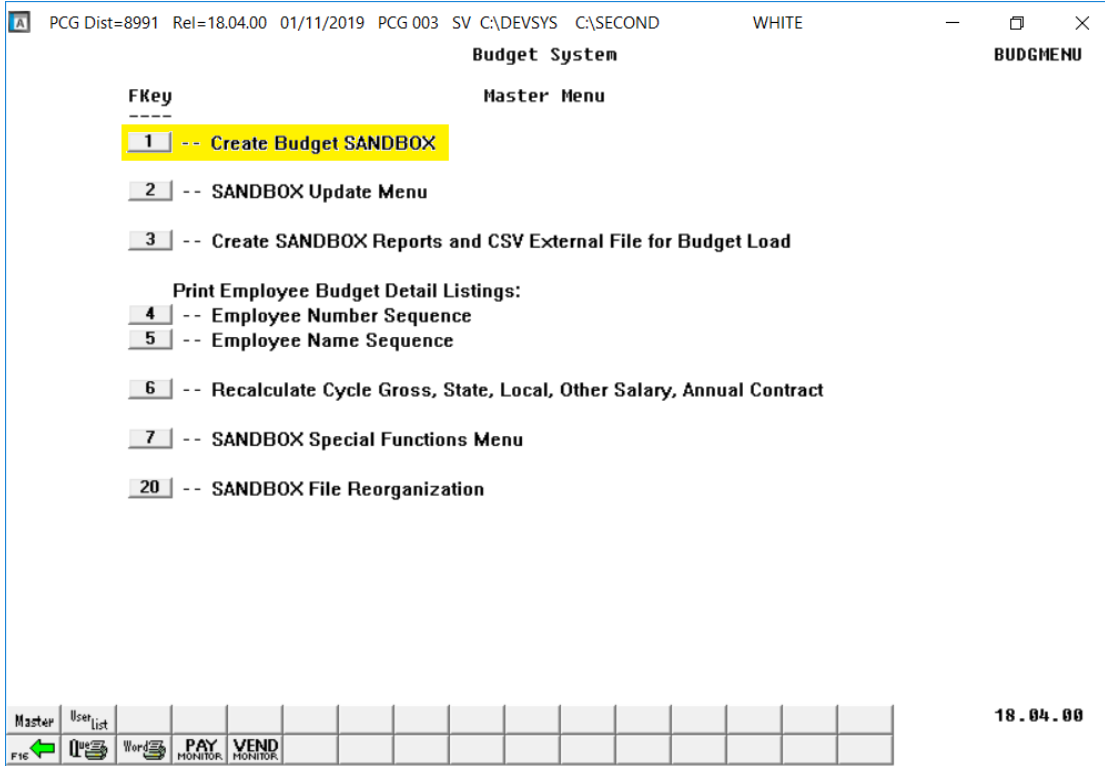 A PCG Dist=8991 Rel=18.04.00 01/11/2019 PCG 003 SV C:\DEVSYS C:\SECOND WHITE
Budget System BUDGMENU
FKey Master Menu
----
1 -- Create Budget SANDBOX
2 -- SANDBOX Update Menu
3 -- Create SANDBOX Reports and CSV External File for Budget Load
Print Employee Budget Detail Listings:
4 -- Employee Number Sequence
5 -- Employee Name Sequence
6 -- Recalculate Cycle Gross, State, Local, Other Salary, Annual Contract
7 -- SANDBOX Special Functions Menu
20 -- SANDBOX File Reorganization
Master User List 18.04.00
F16 Que Word PAY MONITOR VEND MONITOR